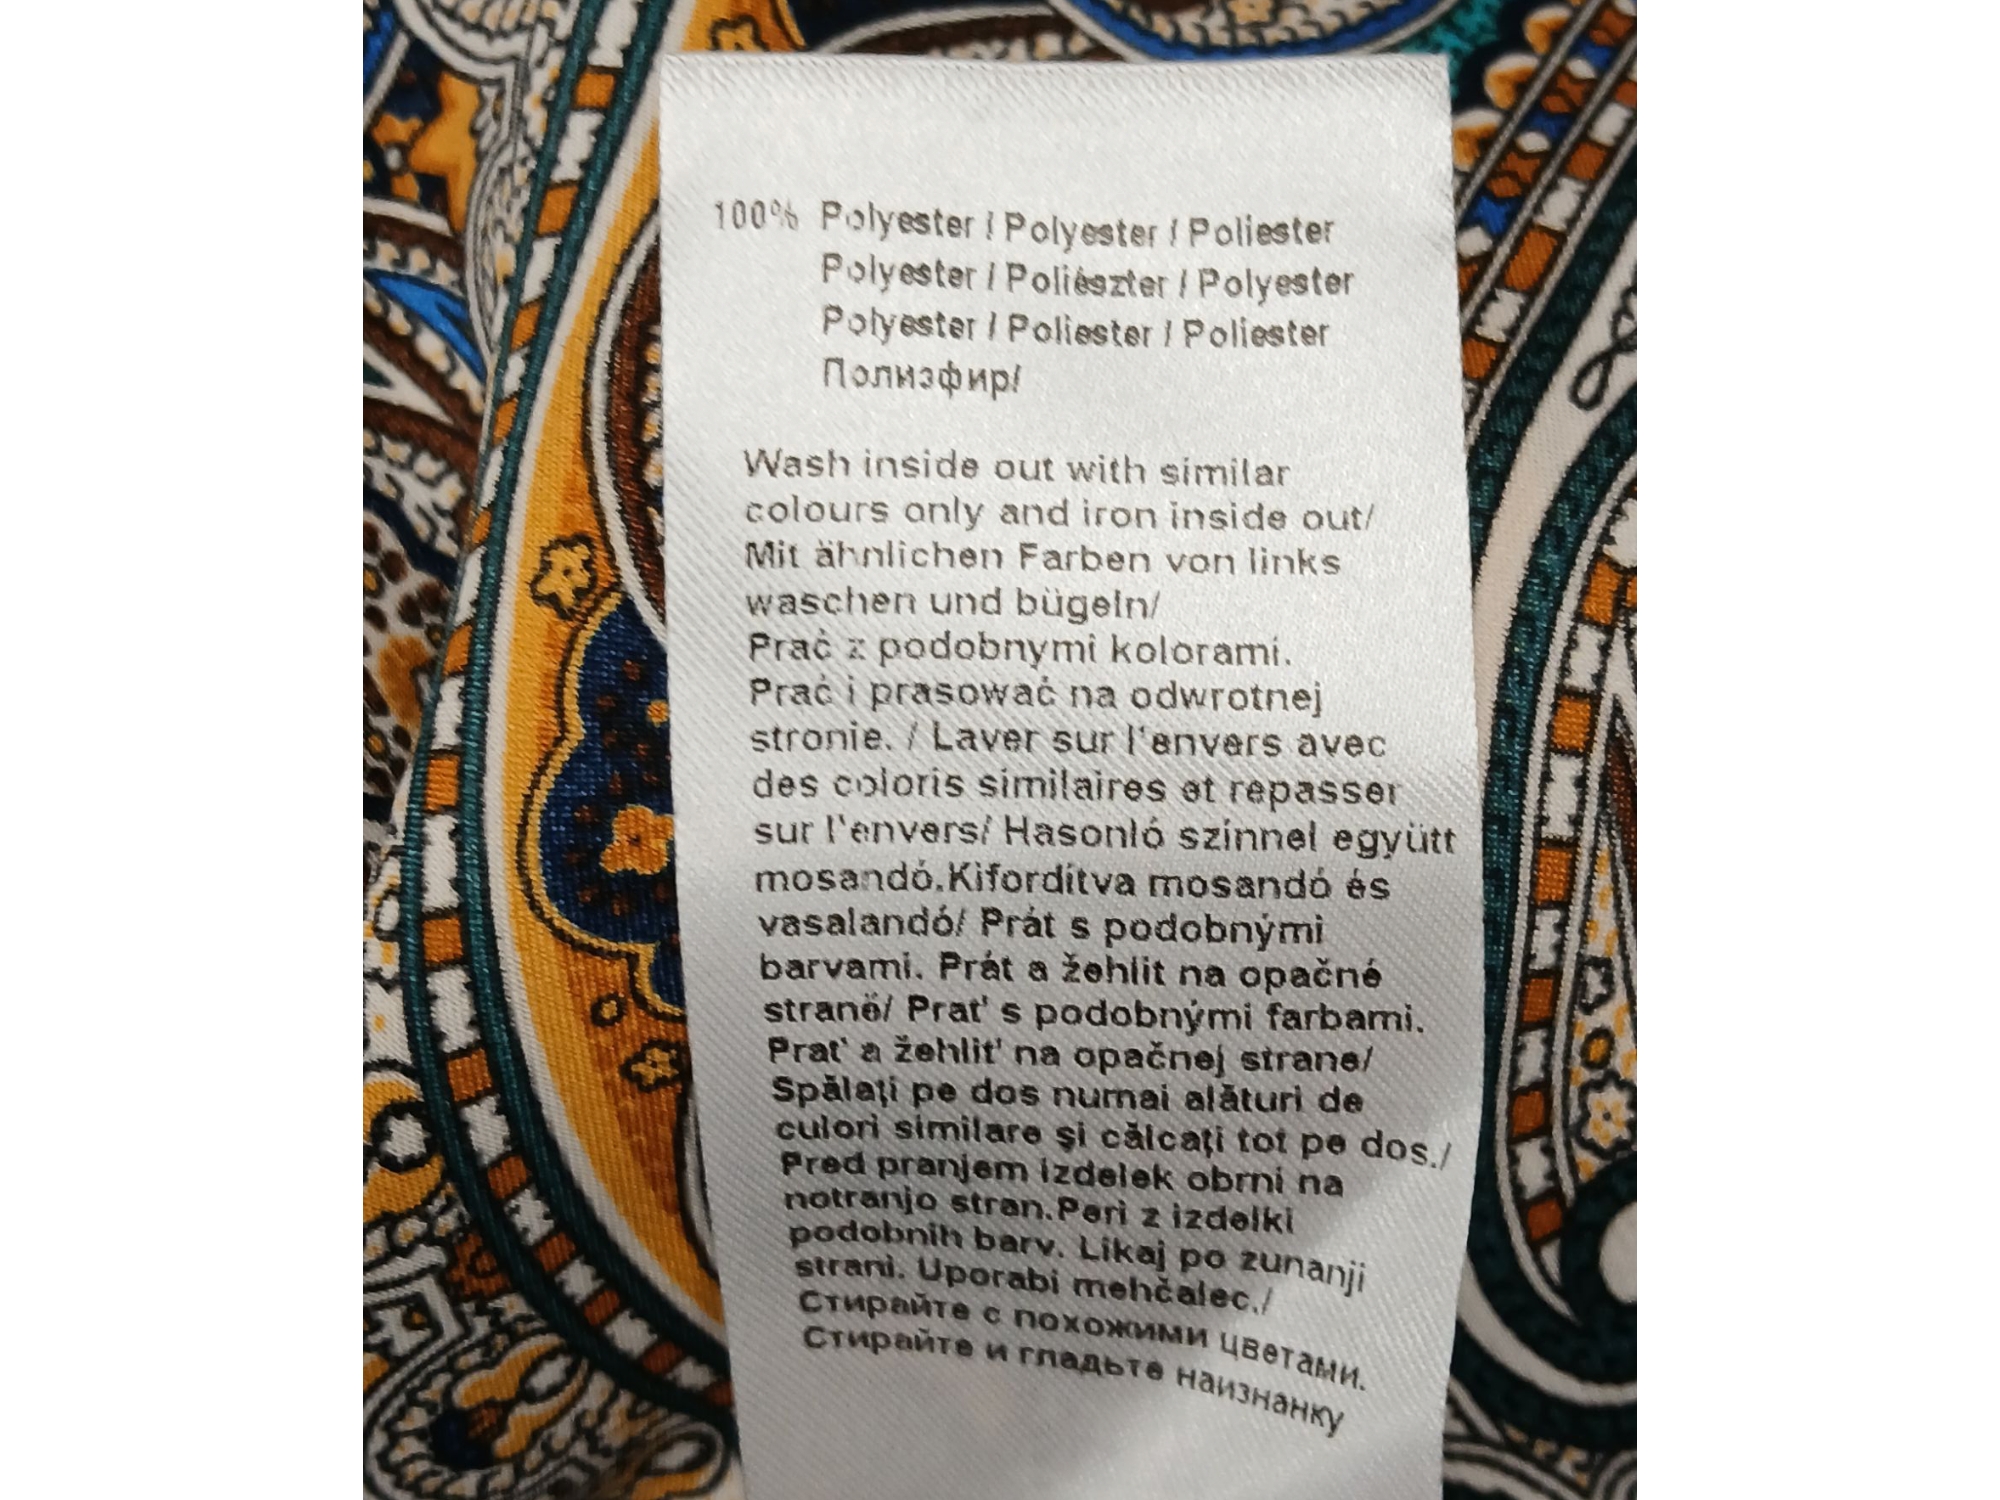 100% Polyester / Polyester / Poliester
Polyester / Poliészter / Polyester
Polyester / Poliester / Poliester
Полиэфир/
Wash inside out with similar
colours only and iron inside out/
Mit ähnlichen Farben von links
waschen und bügeln/
Prać z podobnymi kolorami.
Prać i prasować na odwrotnej
stronie. / Laver sur l'envers avec
des coloris similaires et repasser
sur l'envers/ Hasonló színnel együtt
mosandó.Kifordítva mosandó és
vasalandó/ Prát s podobnými
barvami. Prát a žehlit na opačné
straně/ Prat' s podobnými farbami.
Prat' a žehlit' na opačnej strane/
Spălați pe dos numai alături de
culori similare și călcați tot pe dos./
Pred pranjem izdelek obrni na
notranjo stran.Peri z izdelki
podobnih barv. Likaj po zunanji
strani. Uporabi mehčalec./
Стирайте с похожими цветами.
Стирайте и гладьте наизнанку